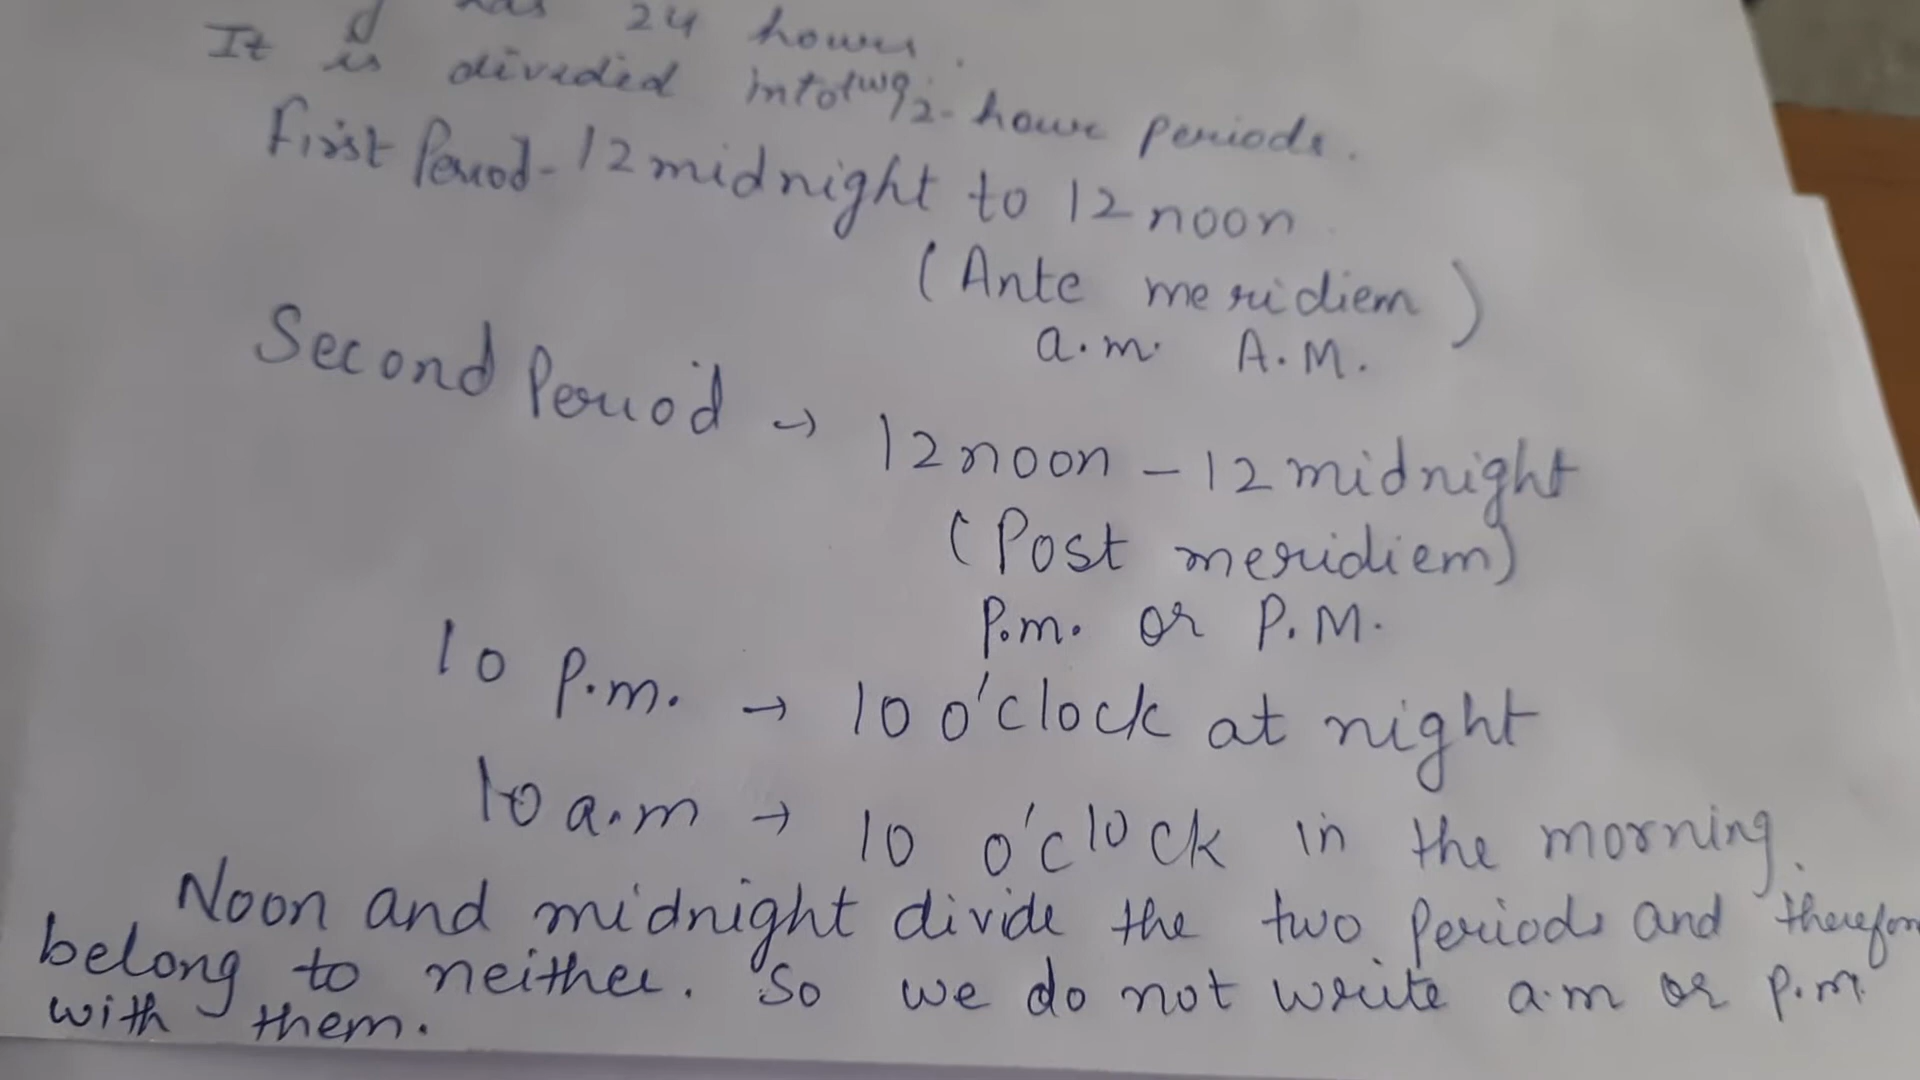 has 24 hours.
It is divided into two 12-hour periods.
First Period - 12 midnight to 12 noon
(Ante meridiem)
a.m. A.M.
Second Period → 12 noon - 12 midnight
(Post meridiem)
P.m. or P.M.
10 P.m. → 10 o'clock at night
10 a.m → 10 o'clock in the morning.
Noon and midnight divide the two Periods and
belong to neither. So we do not write a.m or p.m.
with them.